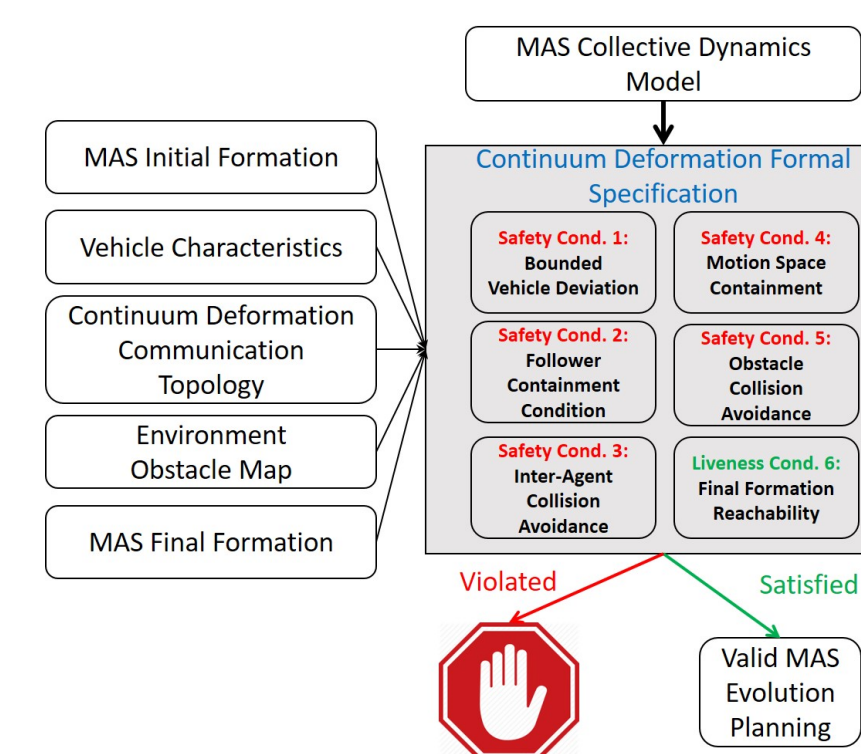 MAS Collective Dynamics
Model
MAS Initial Formation
Vehicle Characteristics
Continuum Deformation
Communication
Topology
Environment
Obstacle Map
MAS Final Formation
Continuum Deformation Formal
Specification
Safety Cond. 1:
Bounded
Vehicle Deviation
Safety Cond. 2:
Follower
Containment
Condition
Safety Cond. 3:
Inter-Agent
Collision
Avoidance
Safety Cond. 4:
Motion Space
Containment
Safety Cond. 5:
Obstacle
Collision
Avoidance
Liveness Cond. 6:
Final Formation
Reachability
Violated
Satisfied
Valid MAS
Evolution
Planning